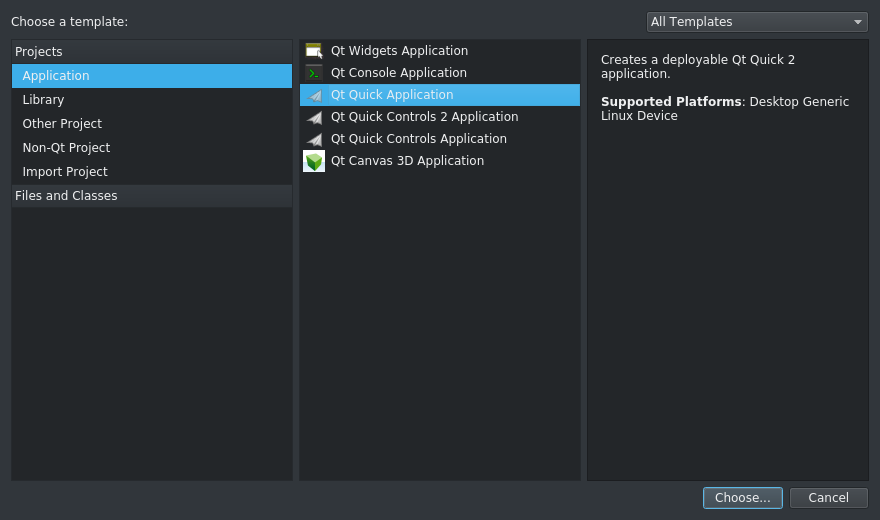 Choose a template:
All Templates
Projects
Application
Library
Other Project
Non-Qt Project
Import Project
Files and Classes
Qt Widgets Application
Qt Console Application
Qt Quick Application
Qt Quick Controls 2 Application
Qt Quick Controls Application
Qt Canvas 3D Application
Creates a deployable Qt Quick 2
application.
Supported Platforms: Desktop Generic
Linux Device
Choose...
Cancel